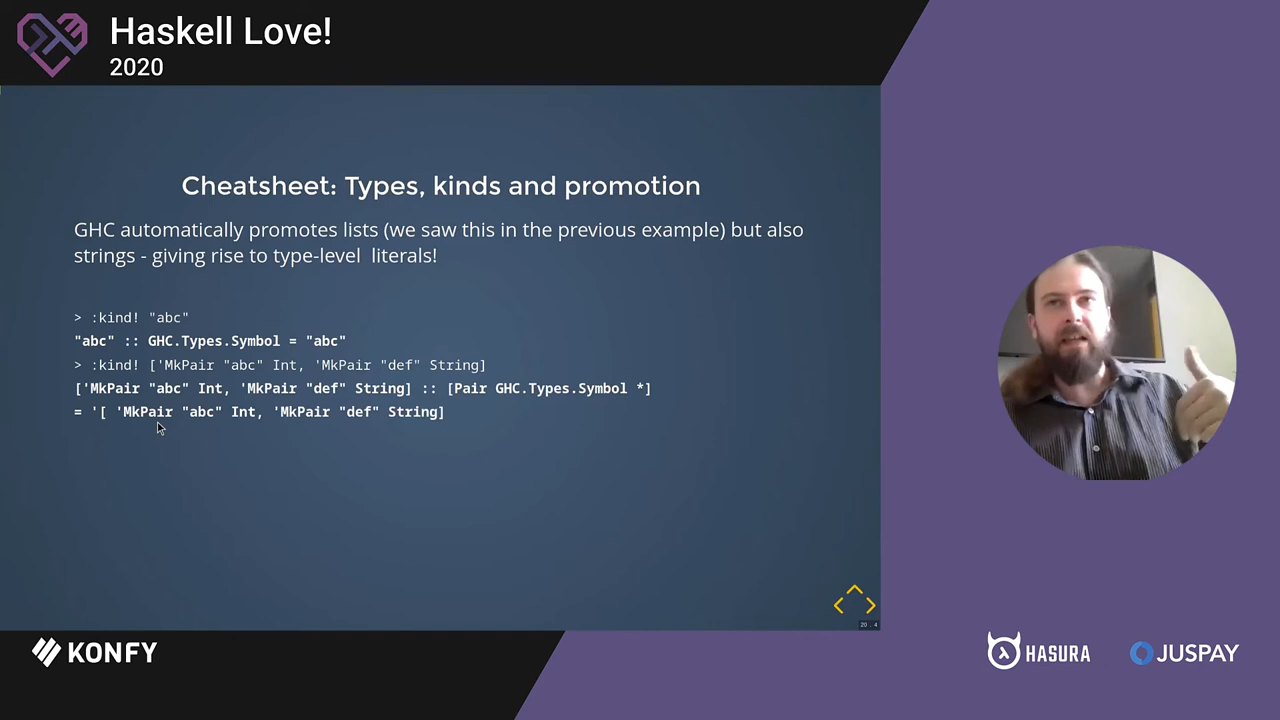 Haskell Love!
2020
Cheatsheet: Types, kinds and promotion
GHC automatically promotes lists (we saw this in the previous example) but also
strings - giving rise to type-level literals!
> :kind! "abc"
"abc" :: GHC.Types.Symbol = "abc"
> :kind! ['MkPair "abc" Int, 'MkPair "def" String]
['MkPair "abc" Int, 'MkPair "def" String] :: [Pair GHC.Types.Symbol *]
= '[ 'MkPair "abc" Int, 'MkPair "def" String]
20.4
KONFY
HASURA
JUSPAY